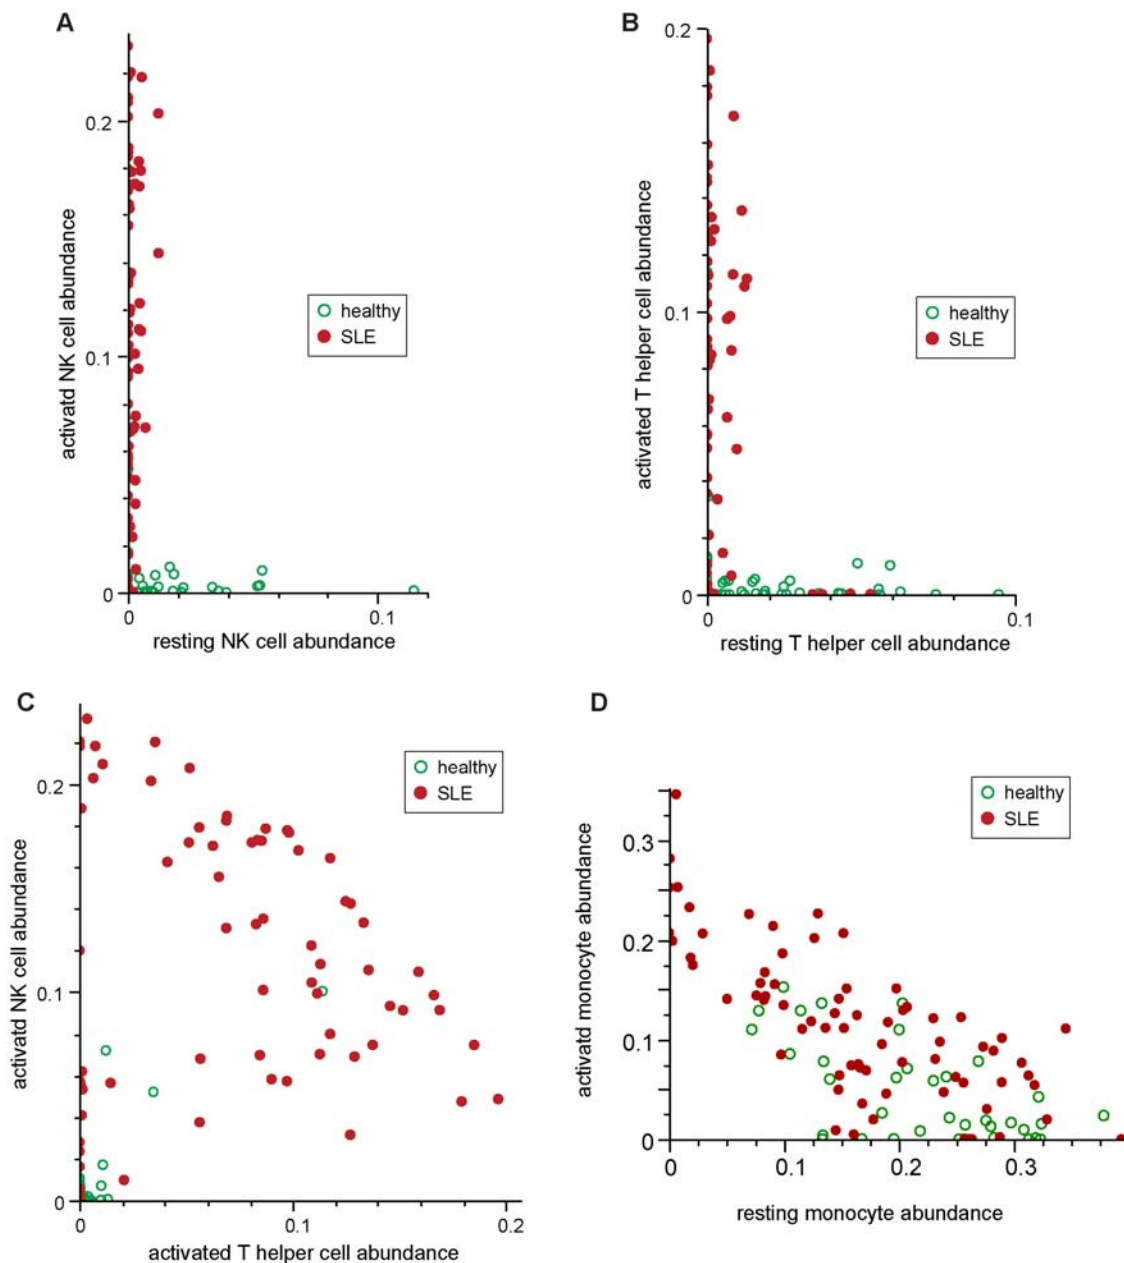 A
activatd NK cell abundance
0.2
0.1
0
0
0.1
resting NK cell abundance
healthy
SLE
B
activated T helper cell abundance
0.2
0.1
0
0
0.1
resting T helper cell abundance
healthy
SLE
C
activatd NK cell abundance
0.2
0.1
0
0
0.1
0.2
activated T helper cell abundance
healthy
SLE
D
activatd monocyte abundance
0.3
0.2
0.1
0
0
0.1
0.2
0.3
resting monocyte abundance
healthy
SLE